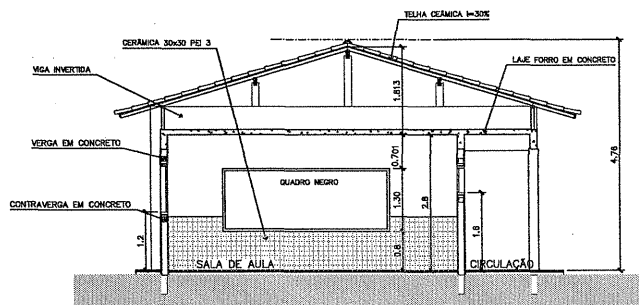 TELHA CEÂMICA I=30%
CERÂMICA 30x30 PEI 3
LAJE FORRO EM CONCRETO
VIGA INVERTIDA
1.813
4.76
VERGA EM CONCRETO
0.701
QUADRO NEGRO
1.30
2.8
CONTRAVERGA EM CONCRETO
1.2
1.6
0.8
SALA DE AULA
CIRCULAÇÃO